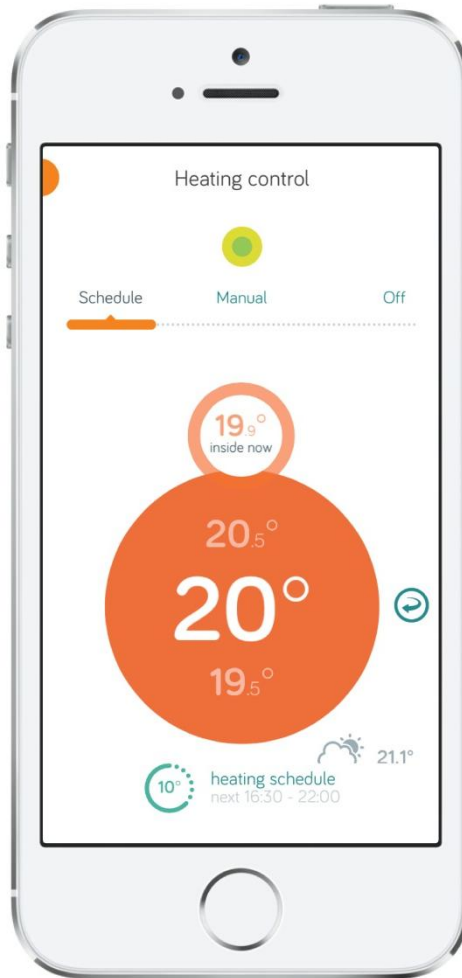 Heating control
Schedule Manual Off
19.9°
inside now
20.5°
20°
19.5°
21.1°
10° heating schedule
next 16:30 - 22:00